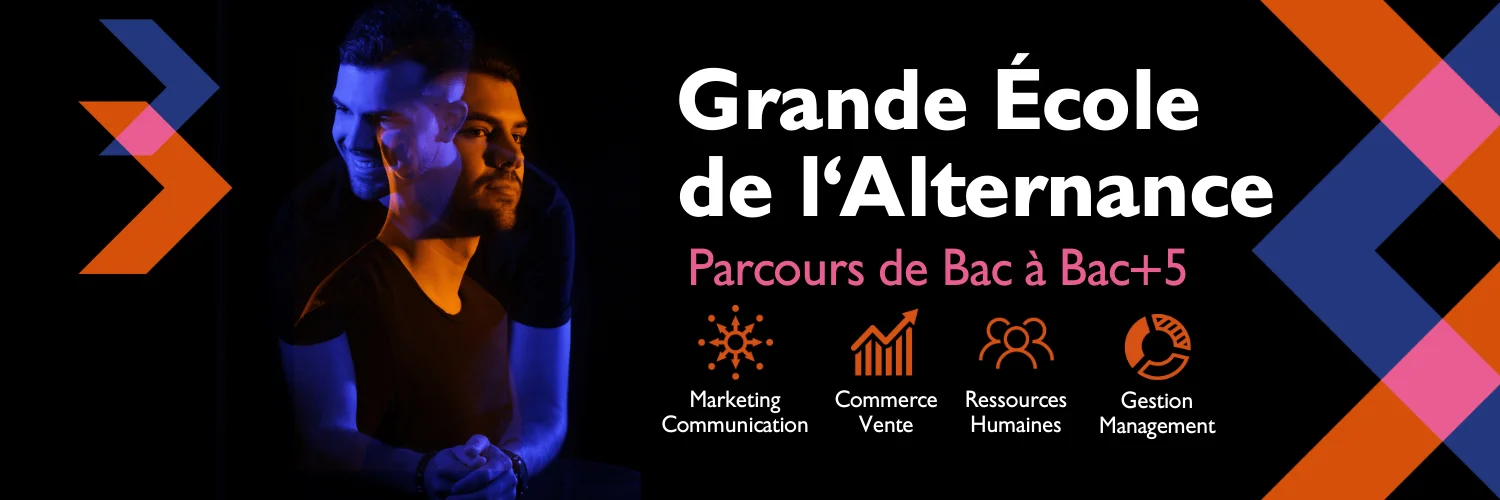 Grande École
de l‘Alternance
Parcours de Bac à Bac+5
Marketing
Communication
Commerce
Vente
Ressources
Humaines
Gestion
Management